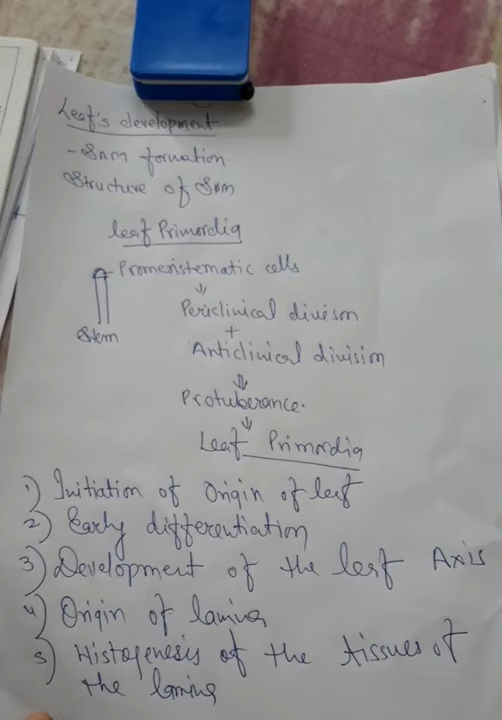 Leaf's development
- SAM formation
Structure of SAM
leaf Primordia
Promeristematic cells
⇓
Stem
Periclinical divison
+
Anticlinical division
⇓
Protuberance.
⇓
Leaf Primordia
1) Initiation of Origin of leaf
2) Early differentiation
3) Development of the leaf Axis
4) Origin of lamina
5) Histogenesis of the tissues of
the lamina